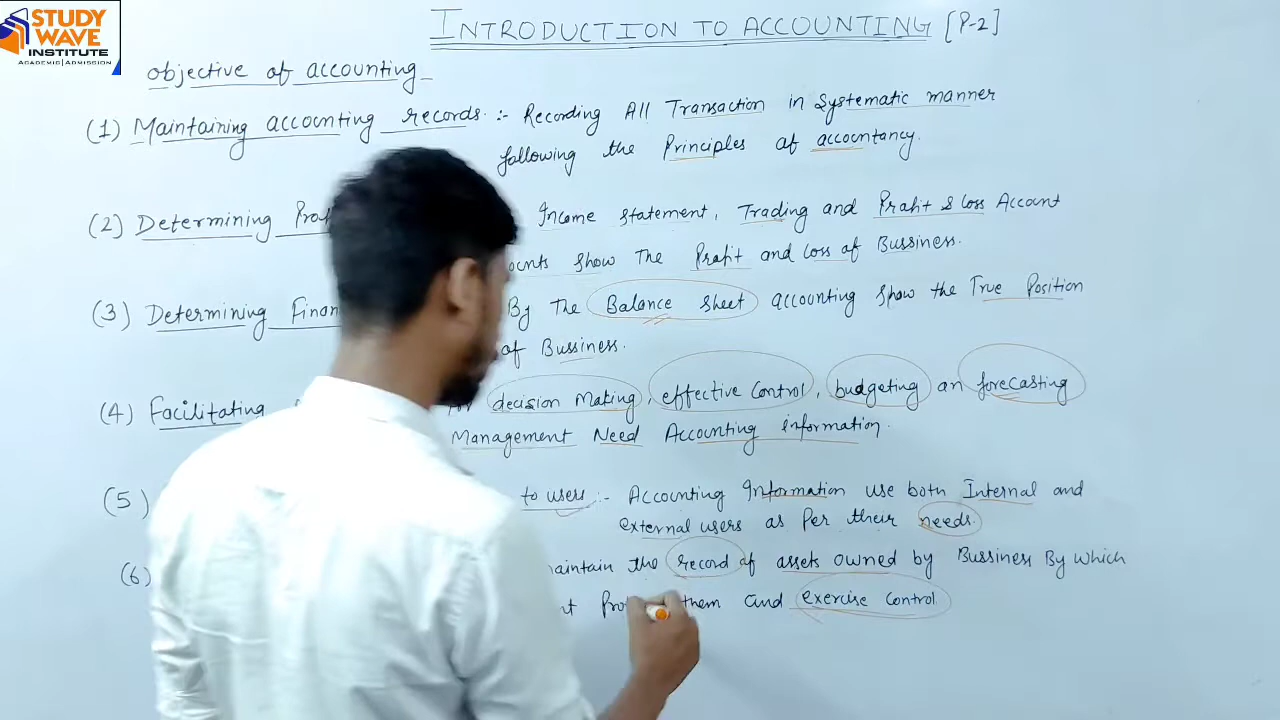 STUDY
WAVE
INSTITUTE
ACADEMIC|ADMISSION
INTRODUCTION TO ACCOUNTING [P-2]
objective of accounting
(1) Maintaining accounting records :- Recording All Transaction in Systematic manner
following the Principles of accountancy.
(2) Determining Income statement, Trading and Profit & loss Account
show The Profit and loss of Bussiness.
(3) Determining By The Balance sheet accounting show the True Position
of Bussiness.
(4) Facilitating decision Making, effective Control, budgeting an forecasting
Management Need Accounting information.
(5) to users :- Accounting Information use both Internal and
external users as Per their needs.
(6) the record of assets owned by Bussiness By which
them and exercise Control